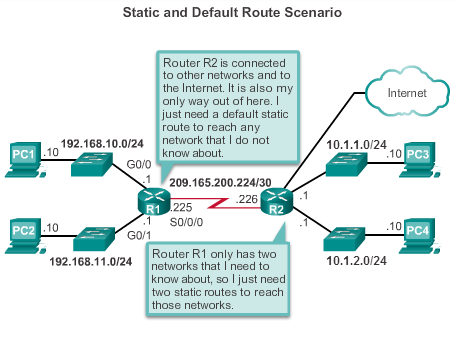 Static and Default Route Scenario
Router R2 is connected
to other networks and to
the Internet. It is also my
only way out of here. I
just need a default static
route to reach any
network that I do not
know about.
Internet
192.168.10.0/24
10.1.1.0/24
PC1
.10
G0/0
.1
209.165.200.224/30
.226
.1
.10
PC3
R1
.225
S0/0/0
R2
PC2
.10
.1
G0/1
192.168.11.0/24
.1
.10
PC4
10.1.2.0/24
Router R1 only has two
networks that I need to
know about, so I just need
two static routes to reach
those networks.